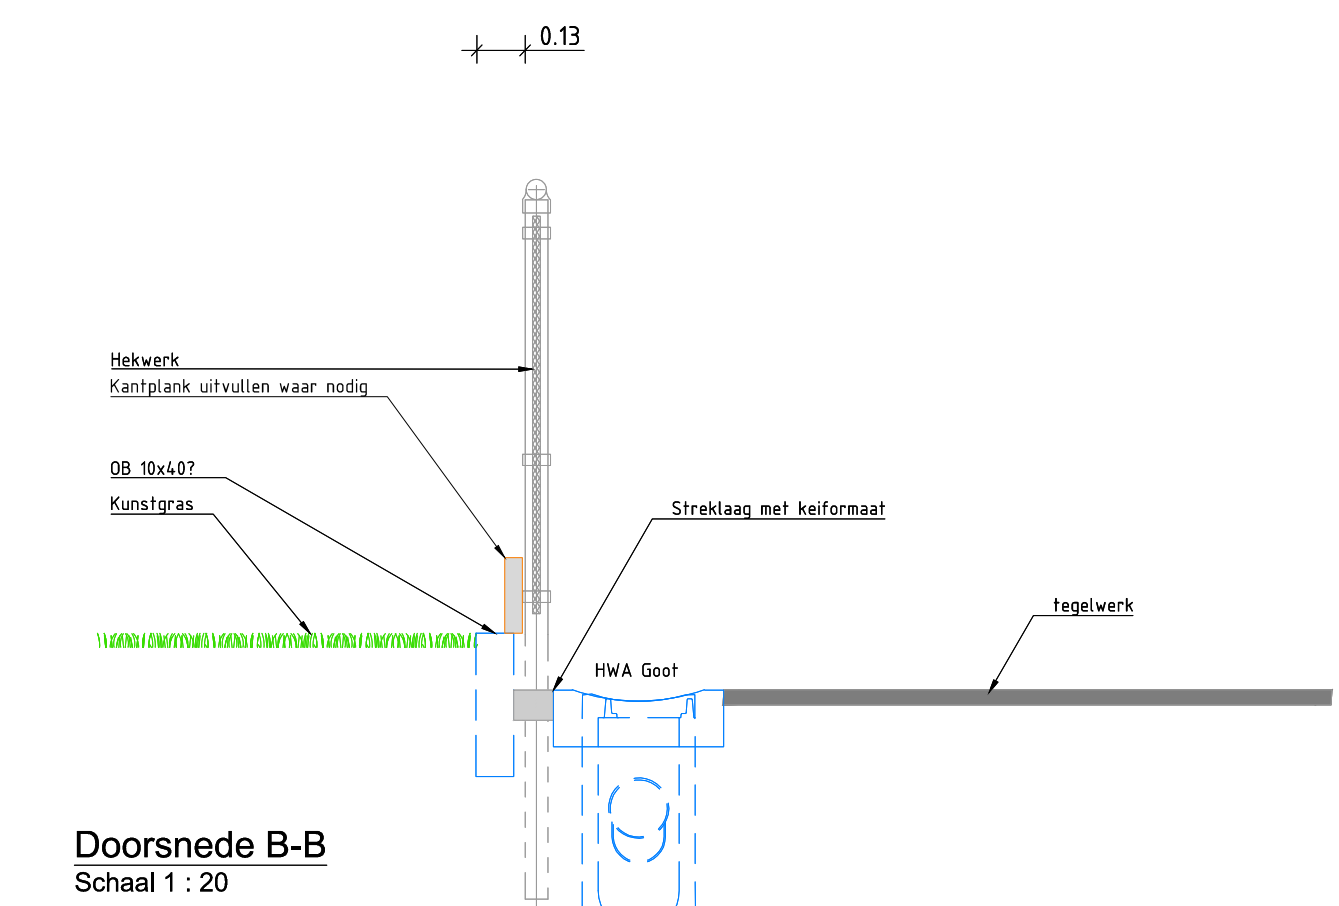 0.13
Hekwerk
Kantplank uitvullen waar nodig
OB 10x40?
Kunstgras
Streklaag met keiformaat
tegelwerk
HWA Goot
Doorsnede B-B
Schaal 1 : 20